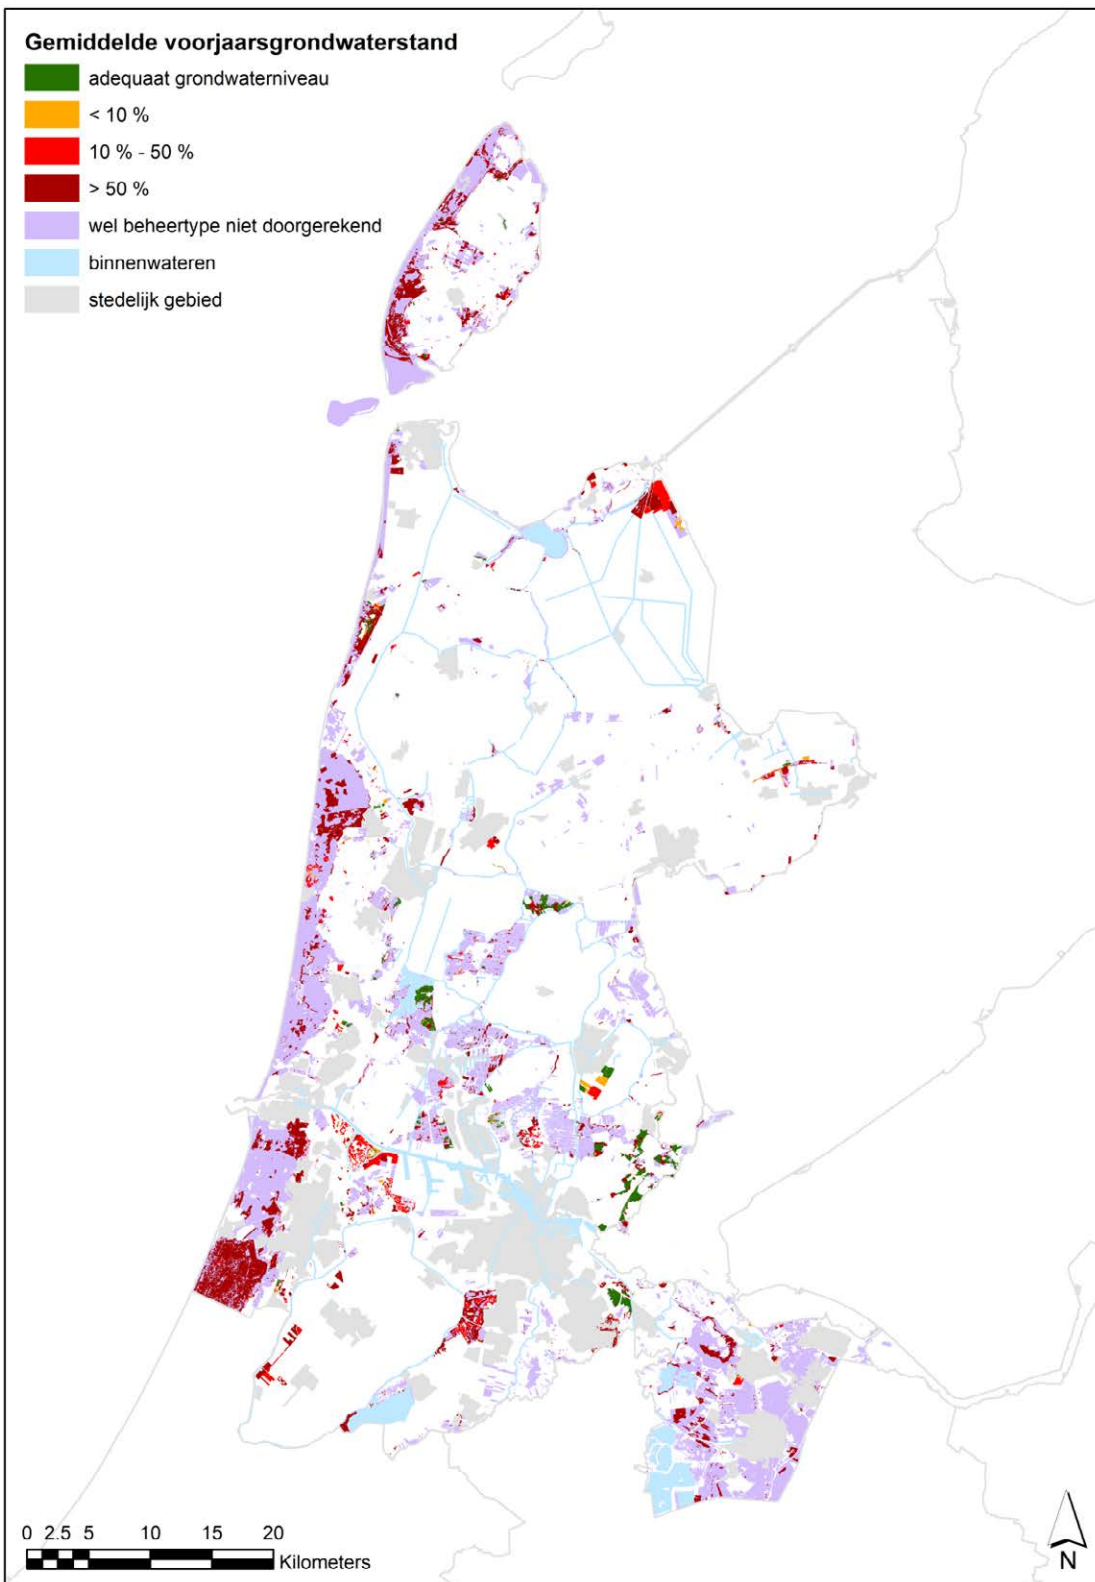 Gemiddelde voorjaarsgrondwaterstand
adequaat grondwaterniveau
< 10 %
10 % - 50 %
> 50 %
wel beheertype niet doorgerekend
binnenwateren
stedelijk gebied
0 2.5 5 10 15 20
Kilometers
N